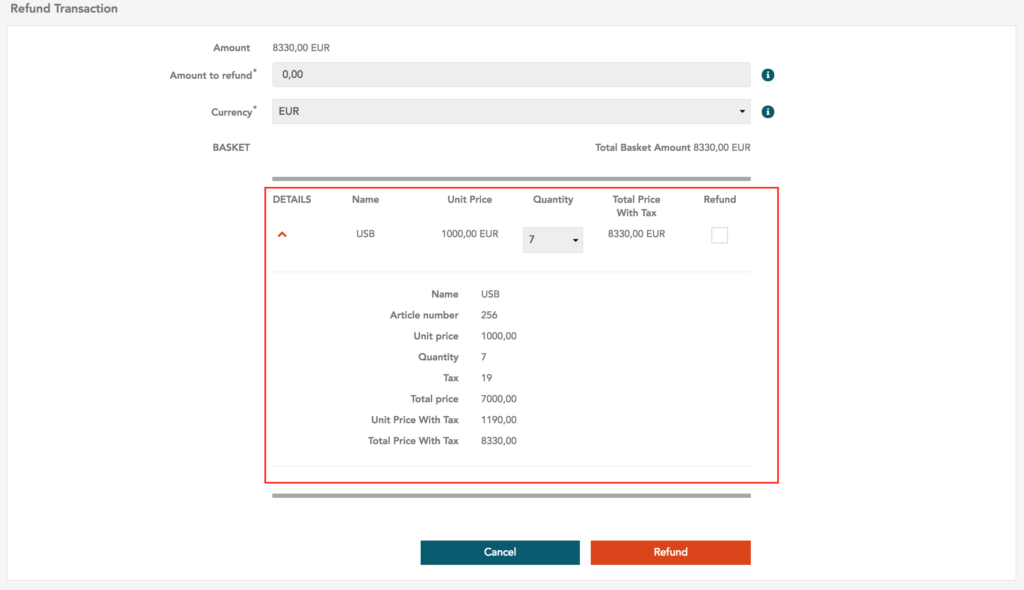 Refund Transaction
Amount 8330,00 EUR
Amount to refund* 0,00
Currency* EUR
BASKET Total Basket Amount 8330,00 EUR
DETAILS Name Unit Price Quantity Total Price With Tax Refund
USB 1000,00 EUR 7 8330,00 EUR
Name USB
Article number 256
Unit price 1000,00
Quantity 7
Tax 19
Total price 7000,00
Unit Price With Tax 1190,00
Total Price With Tax 8330,00
Cancel Refund